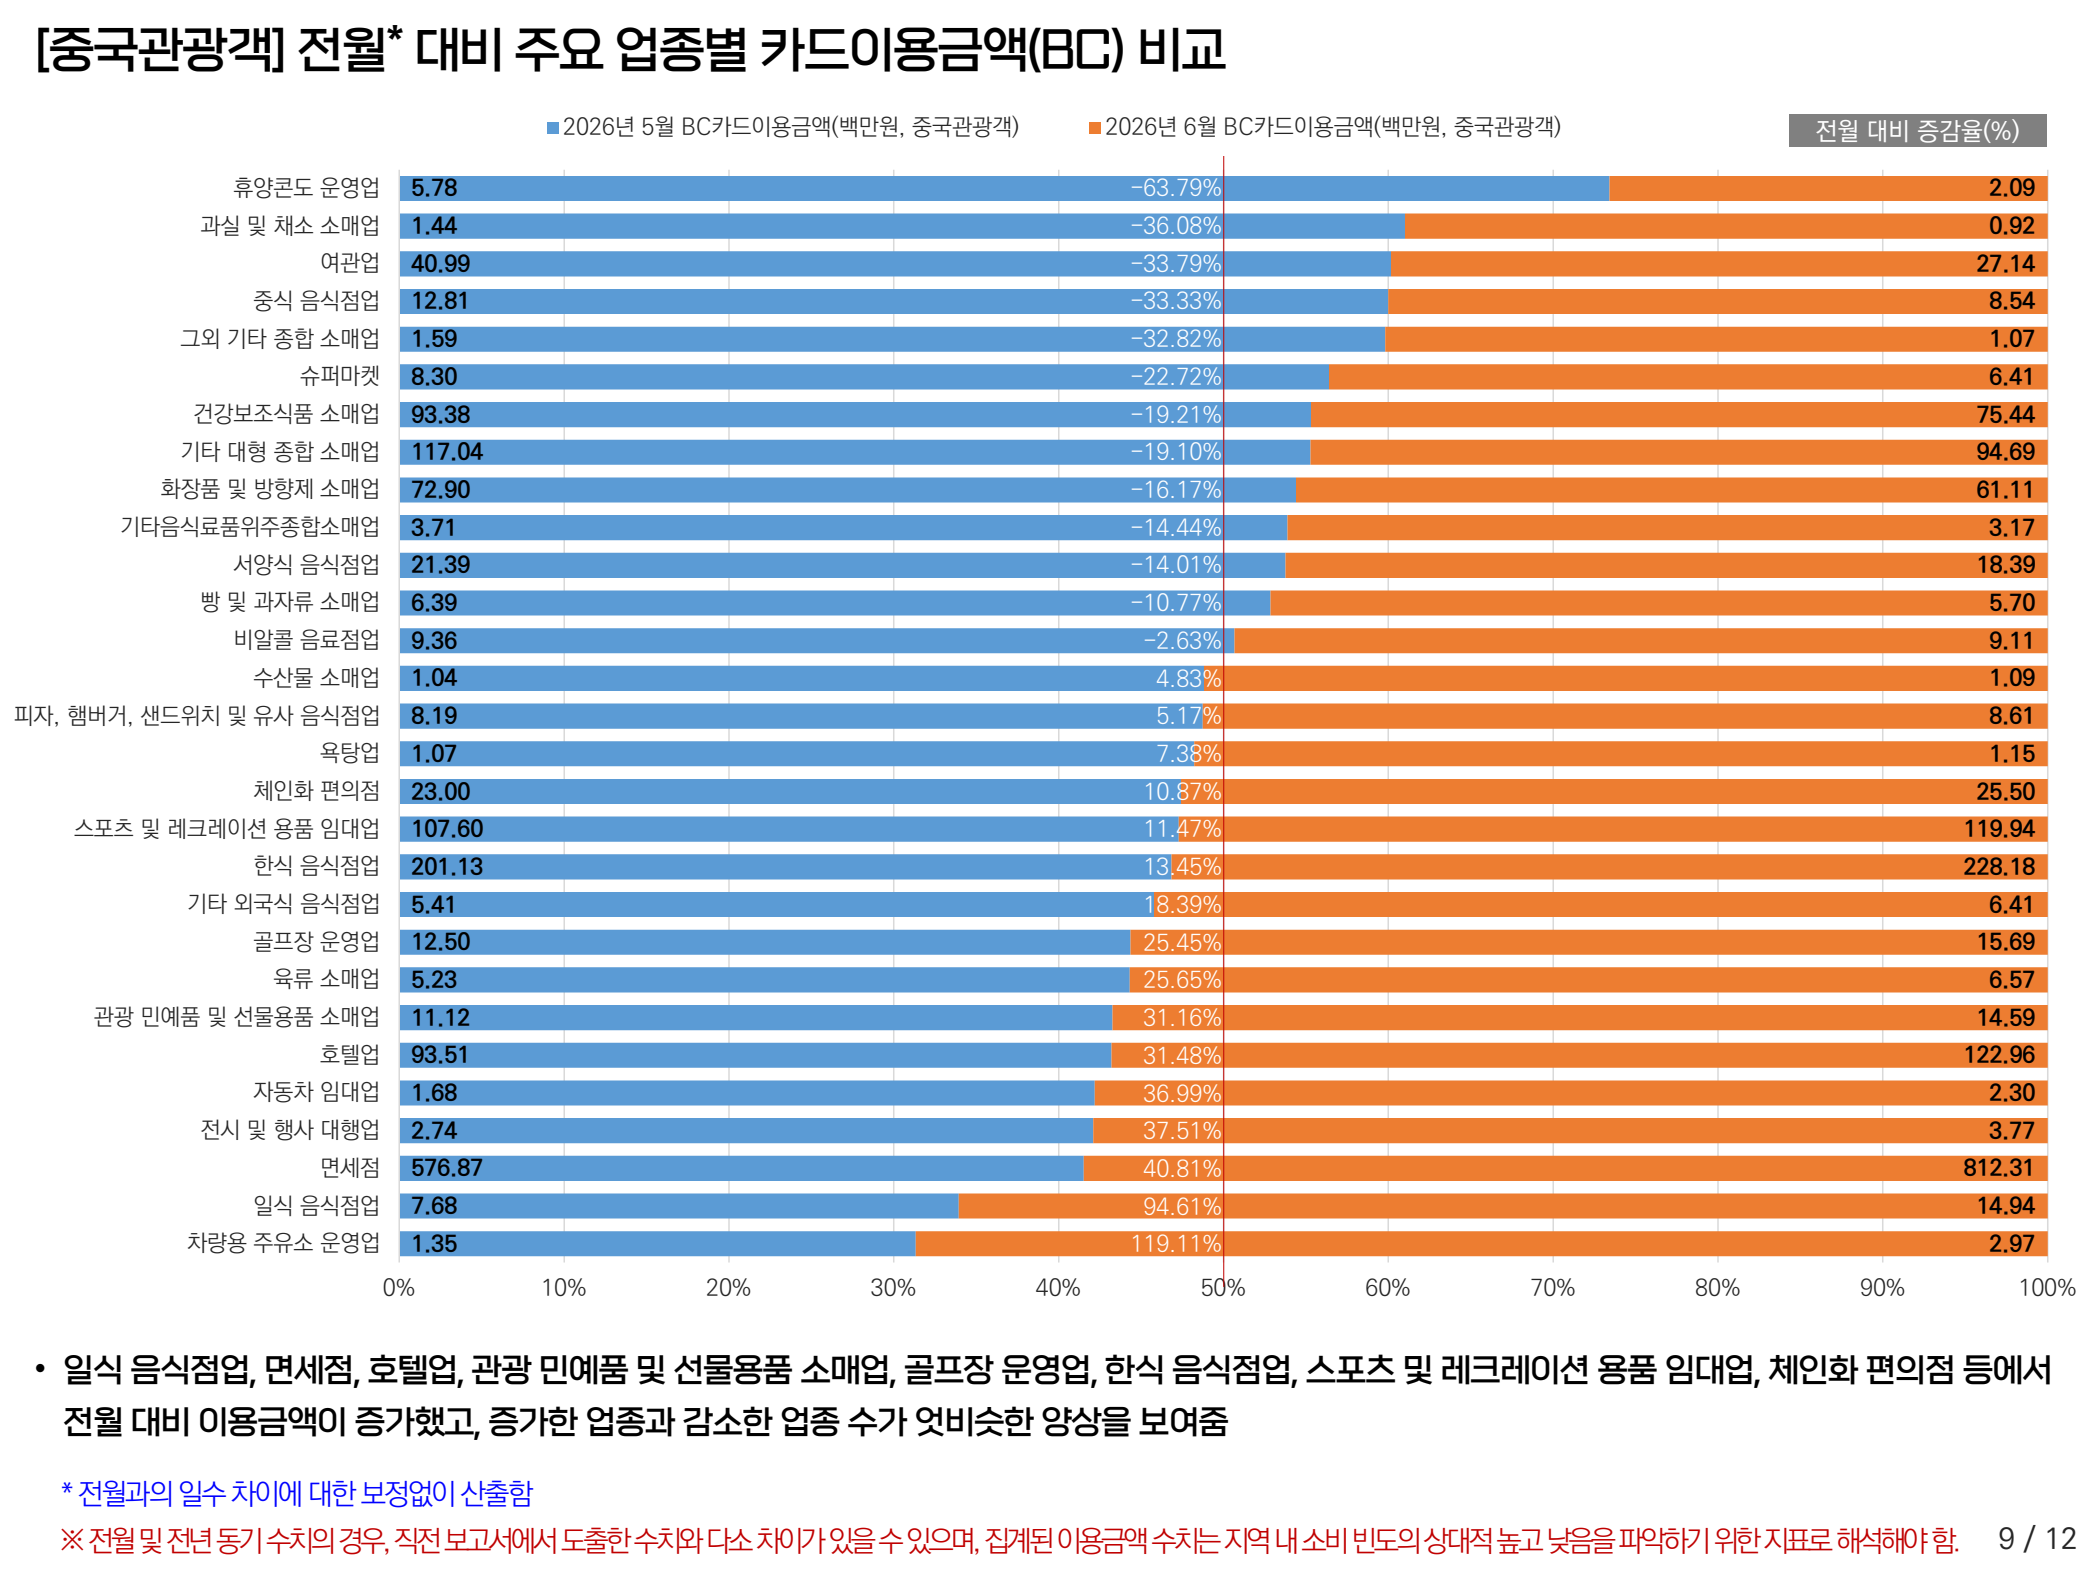 [중국관광객] 전월* 대비 주요 업종별 카드이용금액(BC) 비교
2026년 5월 BC카드이용금액(백만원, 중국관광객) 2026년 6월 BC카드이용금액(백만원, 중국관광객) 전월 대비 증감율(%)
휴양콘도 운영업 5.78 -63.79% 2.09
과실 및 채소 소매업 1.44 -36.08% 0.92
여관업 40.99 -33.79% 27.14
중식 음식점업 12.81 -33.33% 8.54
그외 기타 종합 소매업 1.59 -32.82% 1.07
슈퍼마켓 8.30 -22.72% 6.41
건강보조식품 소매업 93.38 -19.21% 75.44
기타 대형 종합 소매업 117.04 -19.10% 94.69
화장품 및 방향제 소매업 72.90 -16.17% 61.11
기타음식료품위주종합소매업 3.71 -14.44% 3.17
서양식 음식점업 21.39 -14.01% 18.39
빵 및 과자류 소매업 6.39 -10.77% 5.70
비알콜 음료점업 9.36 -2.63% 9.11
수산물 소매업 1.04 4.83% 1.09
피자, 햄버거, 샌드위치 및 유사 음식점업 8.19 5.17% 8.61
욕탕업 1.07 7.38% 1.15
체인화 편의점 23.00 10.87% 25.50
스포츠 및 레크레이션 용품 임대업 107.60 11.47% 119.94
한식 음식점업 201.13 13.45% 228.18
기타 외국식 음식점업 5.41 18.39% 6.41
골프장 운영업 12.50 25.45% 15.69
육류 소매업 5.23 25.65% 6.57
관광 민예품 및 선물용품 소매업 11.12 31.16% 14.59
호텔업 93.51 31.48% 122.96
자동차 임대업 1.68 36.99% 2.30
전시 및 행사 대행업 2.74 37.51% 3.77
면세점 576.87 40.81% 812.31
일식 음식점업 7.68 94.61% 14.94
차량용 주유소 운영업 1.35 119.11% 2.97
0% 10% 20% 30% 40% 50% 60% 70% 80% 90% 100%
• 일식 음식점업, 면세점, 호텔업, 관광 민예품 및 선물용품 소매업, 골프장 운영업, 한식 음식점업, 스포츠 및 레크레이션 용품 임대업, 체인화 편의점 등에서
전월 대비 이용금액이 증가했고, 증가한 업종과 감소한 업종 수가 엇비슷한 양상을 보여줌
* 전월과의 일수 차이에 대한 보정없이 산출함
※ 전월 및 전년 동기 수치의 경우, 직전 보고서에서 도출한 수치와 다소 차이가 있을 수 있으며, 집계된 이용금액 수치는 지역 내 소비 빈도의 상대적 높고 낮음을 파악하기 위한 지표로 해석해야 함. 9 / 12